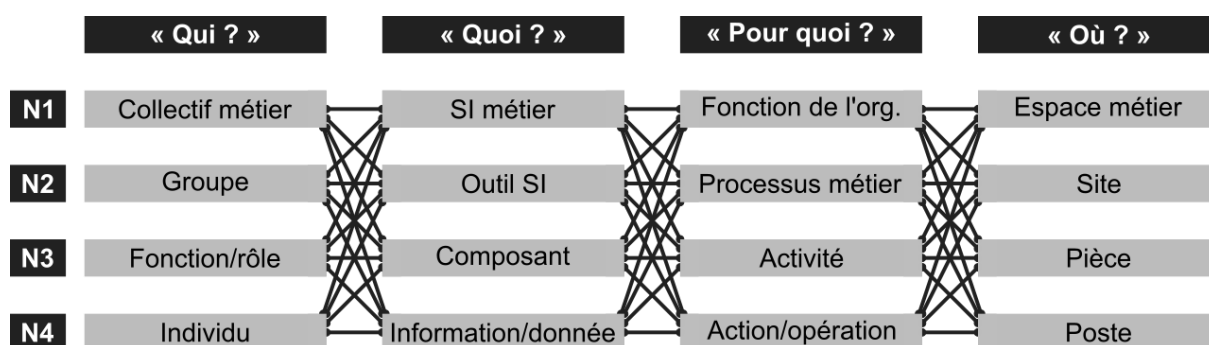 « Qui ? » « Quoi ? » « Pour quoi ? » « Où ? »
N1 Collectif métier SI métier Fonction de l'org. Espace métier
N2 Groupe Outil SI Processus métier Site
N3 Fonction/rôle Composant Activité Pièce
N4 Individu Information/donnée Action/opération Poste